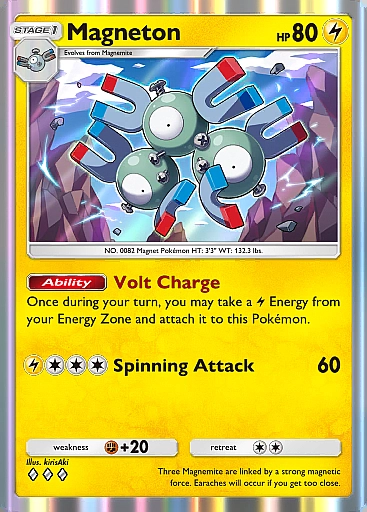 STAGE 1
Magneton
HP 80
Evolves from Magnemite
NO. 0082 Magnet Pokémon HT: 3'3" WT: 132.3 lbs.
Ability Volt Charge
Once during your turn, you may take a Energy from
your Energy Zone and attach it to this Pokémon.
Spinning Attack 60
weakness +20 retreat
Illus. kirisAki
Three Magnemite are linked by a strong magnetic
force. Earaches will occur if you get too close.